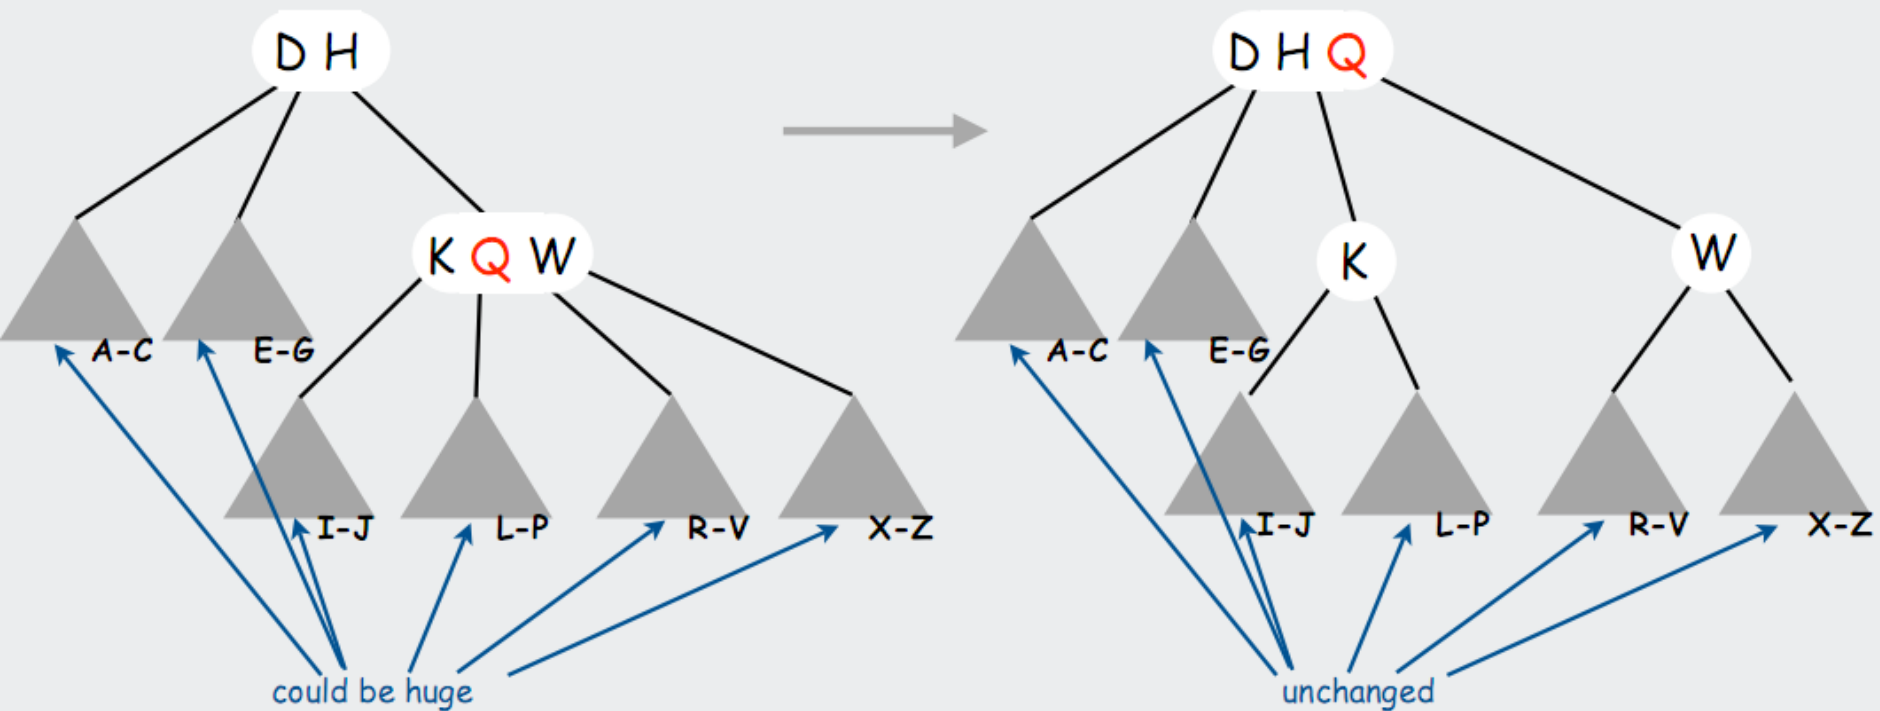 D H
D H Q
K Q W
K
W
A-C
E-G
A-C
E-G
I-J
L-P
R-V
X-Z
I-J
L-P
R-V
X-Z
could be huge
unchanged